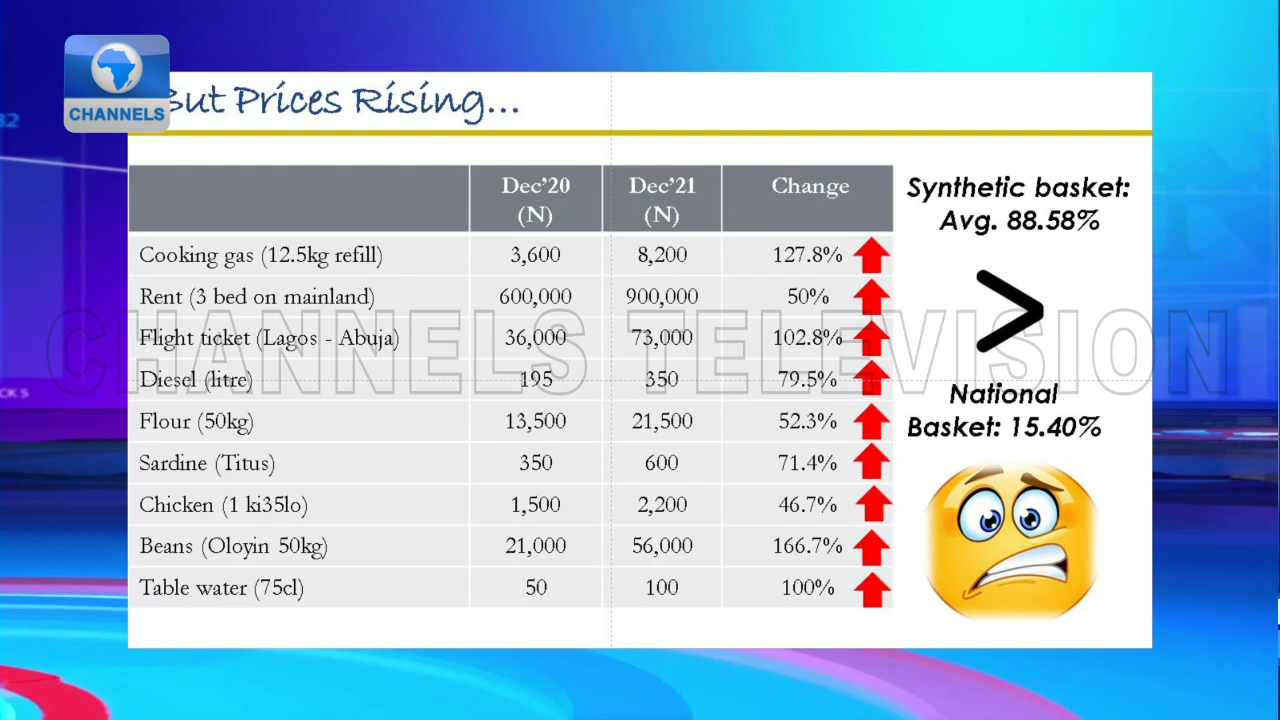 CHANNELS
But Prices Rising...
Dec'20 (N) Dec'21 (N) Change
Cooking gas (12.5kg refill) 3,600 8,200 127.8%
Rent (3 bed on mainland) 600,000 900,000 50%
Flight ticket (Lagos - Abuja) 36,000 73,000 102.8%
Diesel (litre) 195 350 79.5%
Flour (50kg) 13,500 21,500 52.3%
Sardine (Titus) 350 600 71.4%
Chicken (1 ki35lo) 1,500 2,200 46.7%
Beans (Oloyin 50kg) 21,000 56,000 166.7%
Table water (75cl) 50 100 100%
Synthetic basket:
Avg. 88.58%
>
National
Basket: 15.40%
CHANNELS TELEVISION